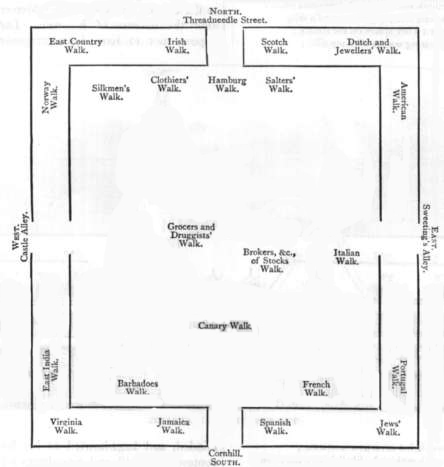 NORTH.
Threadneedle Street.
East Country
Walk.
Irish
Walk.
Scotch
Walk.
Dutch and
Jewellers' Walk.
Norway
Walk.
Silkmen's
Walk.
Clothiers'
Walk.
Hamburg
Walk.
Salters'
Walk.
American
Walk.
WEST.
Castle Alley.
Grocers and
Druggists'
Walk.
Brokers, &c.,
of Stocks
Walk.
Italian
Walk.
EAST.
Sweeting's Alley.
Canary Walk.
East India
Walk.
Barbadoes
Walk.
French
Walk.
Portugal
Walk.
Virginia
Walk.
Jamaica
Walk.
Spanish
Walk.
Jews'
Walk.
Cornhill.
SOUTH.